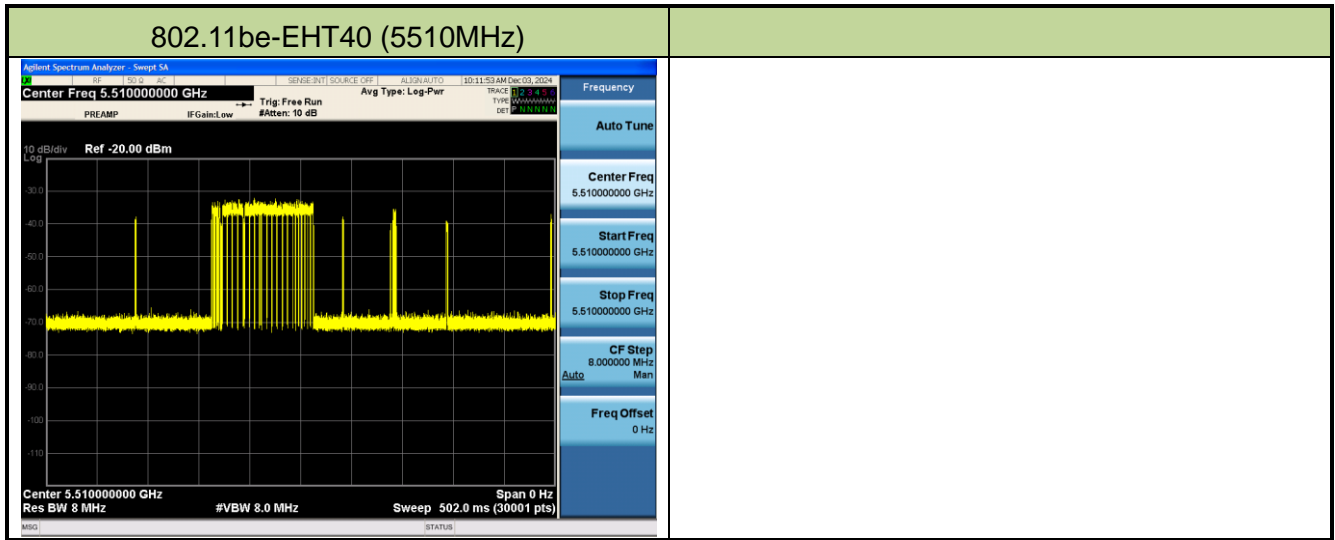 802.11be-EHT40 (5510MHz)
Agilent Spectrum Analyzer - Swept SA
RF 50 Ω AC SENSE:INT SOURCE OFF ALIGN AUTO 10:11:53 AM Dec 03, 2024
Center Freq 5.510000000 GHz
Avg Type: Log-Pwr
TRACE 1 2 3 4 5 6
TYPE
DET P N N N N N
PREAMP
IFGain:Low
Trig: Free Run
#Atten: 10 dB
10 dB/div
Log
Ref -20.00 dBm
-30.0
-40.0
-50.0
-60.0
-70.0
-80.0
-90.0
-100
-110
Center 5.510000000 GHz
Span 0 Hz
Res BW 8 MHz
#VBW 8.0 MHz
Sweep 502.0 ms (30001 pts)
MSG
STATUS
Frequency
Auto Tune
Center Freq
5.510000000 GHz
Start Freq
5.510000000 GHz
Stop Freq
5.510000000 GHz
CF Step
8.000000 MHz
Auto Man
Freq Offset
0 Hz